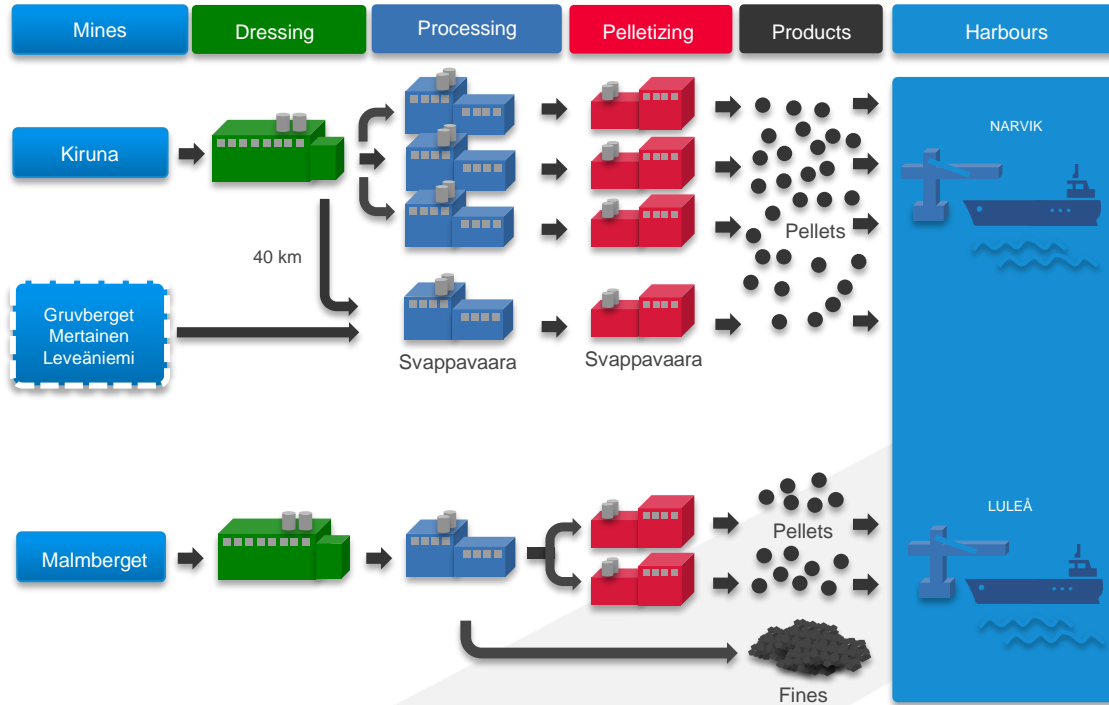 Mines
Dressing
Processing
Pelletizing
Products
Harbours
Kiruna
NARVIK
Pellets
40 km
Gruvberget
Mertainen
Leveäniemi
Svappavaara
Svappavaara
LULEÅ
Pellets
Malmberget
Fines